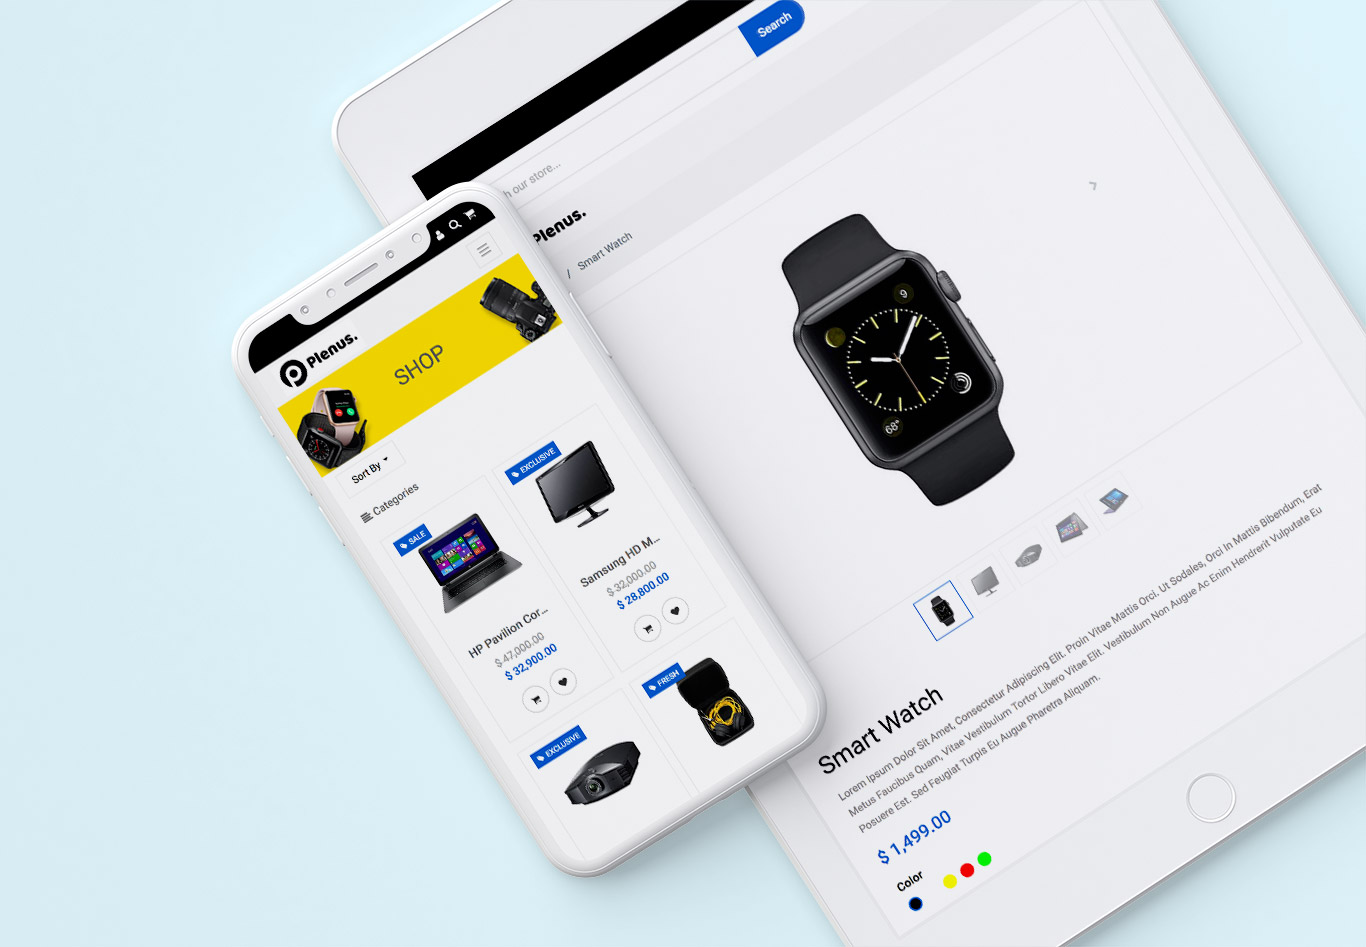 Search
h our store...
Plenus.
/ Smart Watch
9
68°
Smart Watch
Lorem Ipsum Dolor Sit Amet, Consectetur Adipiscing Elit. Proin Vitae Mattis Orci. Ut Sodales, Orci In Mattis Bibendum, Erat
Metus Faucibus Quam, Vitae Vestibulum Tortor Libero Vitae Elit. Vestibulum Non Augue Ac Enim Hendrerit Vulputate Eu
Posuere Est. Sed Feugiat Turpis Eu Augue Pharetra Aliquam.
$ 1,499.00
Color
Plenus.
SHOP
Sort By
Categories
SALE
HP Pavilion Cor...
$ 47,000.00
$ 32,900.00
EXCLUSIVE
Samsung HD M...
$ 32,000.00
$ 28,800.00
EXCLUSIVE
FRESH